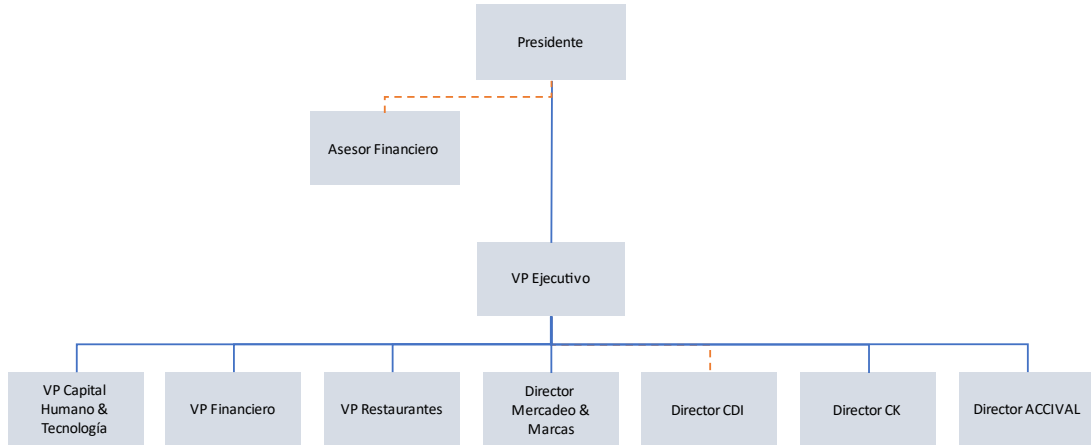 Presidente
Asesor Financiero
VP Ejecutivo
VP Capital
Humano &
Tecnología
VP Financiero
VP Restaurantes
Director
Mercadeo &
Marcas
Director CDI
Director CK
Director ACCIVAL